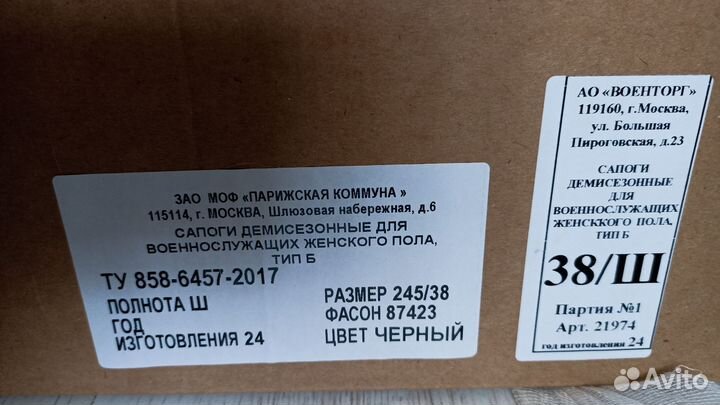 ЗАО МОФ «ПАРИЖСКАЯ КОММУНА »
115114, г. МОСКВА, Шлюзовая набережная, д.6
САПОГИ ДЕМИСЕЗОННЫЕ ДЛЯ
ВОЕННОСЛУЖАЩИХ ЖЕНСКОГО ПОЛА,
ТИП Б
ТУ 858-6457-2017
ПОЛНОТА Ш
ГОД
ИЗГОТОВЛЕНИЯ 24
РАЗМЕР 245/38
ФАСОН 87423
ЦВЕТ ЧЕРНЫЙ
АО «ВОЕНТОРГ»
119160, г.Москва,
ул. Большая
Пироговская, д.23
САПОГИ
ДЕМИСЕЗОННЫЕ
ДЛЯ
ВОЕННОСЛУЖАЩИХ
ЖЕНСККОГО ПОЛА,
ТИП Б
38/Ш
Партия №1
Арт. 21974
год изготовления 24
Avito